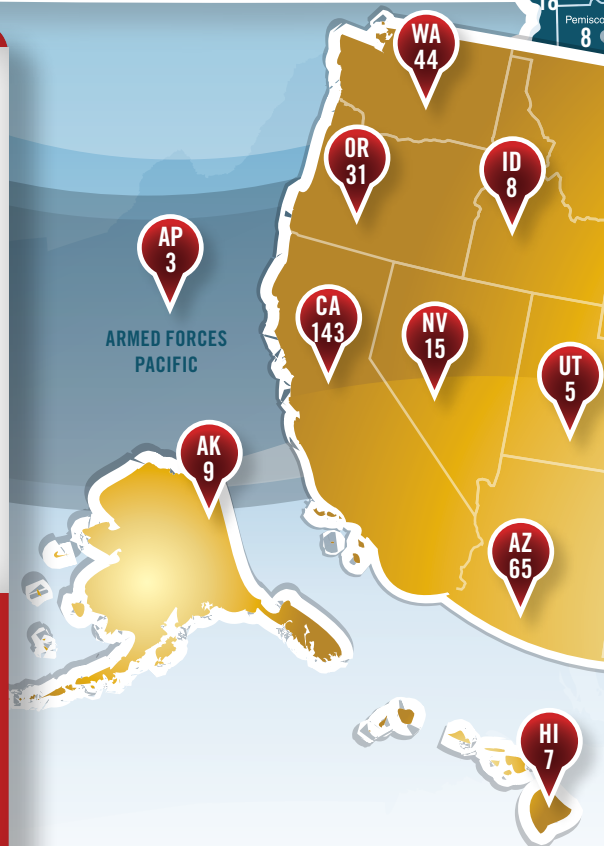 Pemisco
8
WA
44
OR
31
ID
8
AP
3
ARMED FORCES
PACIFIC
CA
143
NV
15
UT
5
AK
9
AZ
65
HI
7